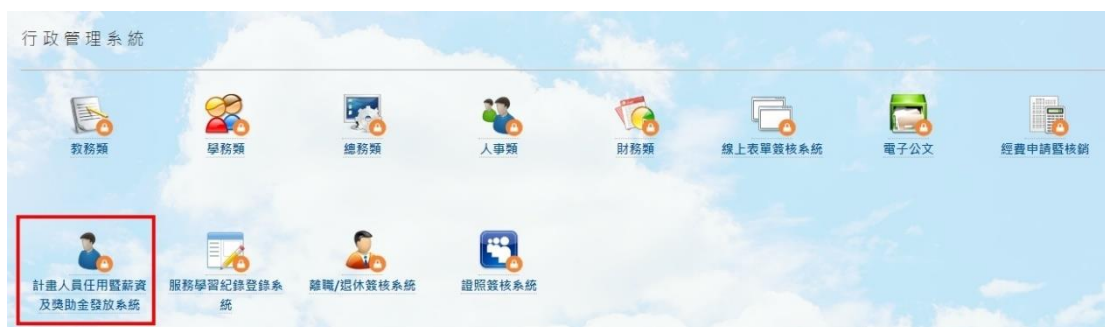 行政管理系統
教務類
學務類
總務類
人事類
財務類
線上表單簽核系統
電子公文
經費申請暨核銷
計畫人員任用暨薪資
及獎助金發放系統
服務學習紀錄登錄系
統
離職/退休簽核系統
證照簽核系統